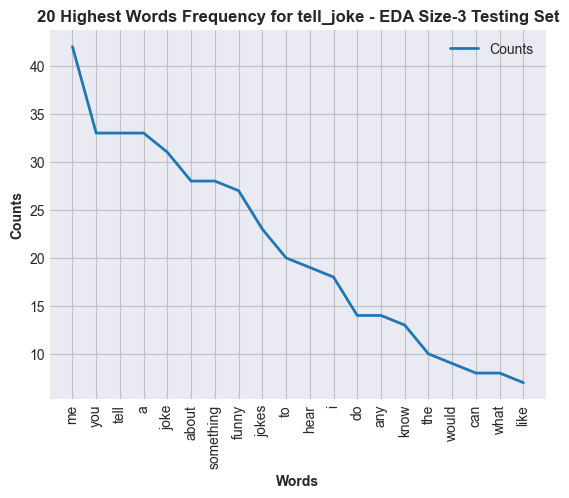 20 Highest Words Frequency for tell_joke - EDA Size-3 Testing Set
Counts
40
35
30
25
20
15
10
Counts
me
you
tell
a
joke
about
something
funny
jokes
to
hear
i
do
any
know
the
would
can
what
like
Words